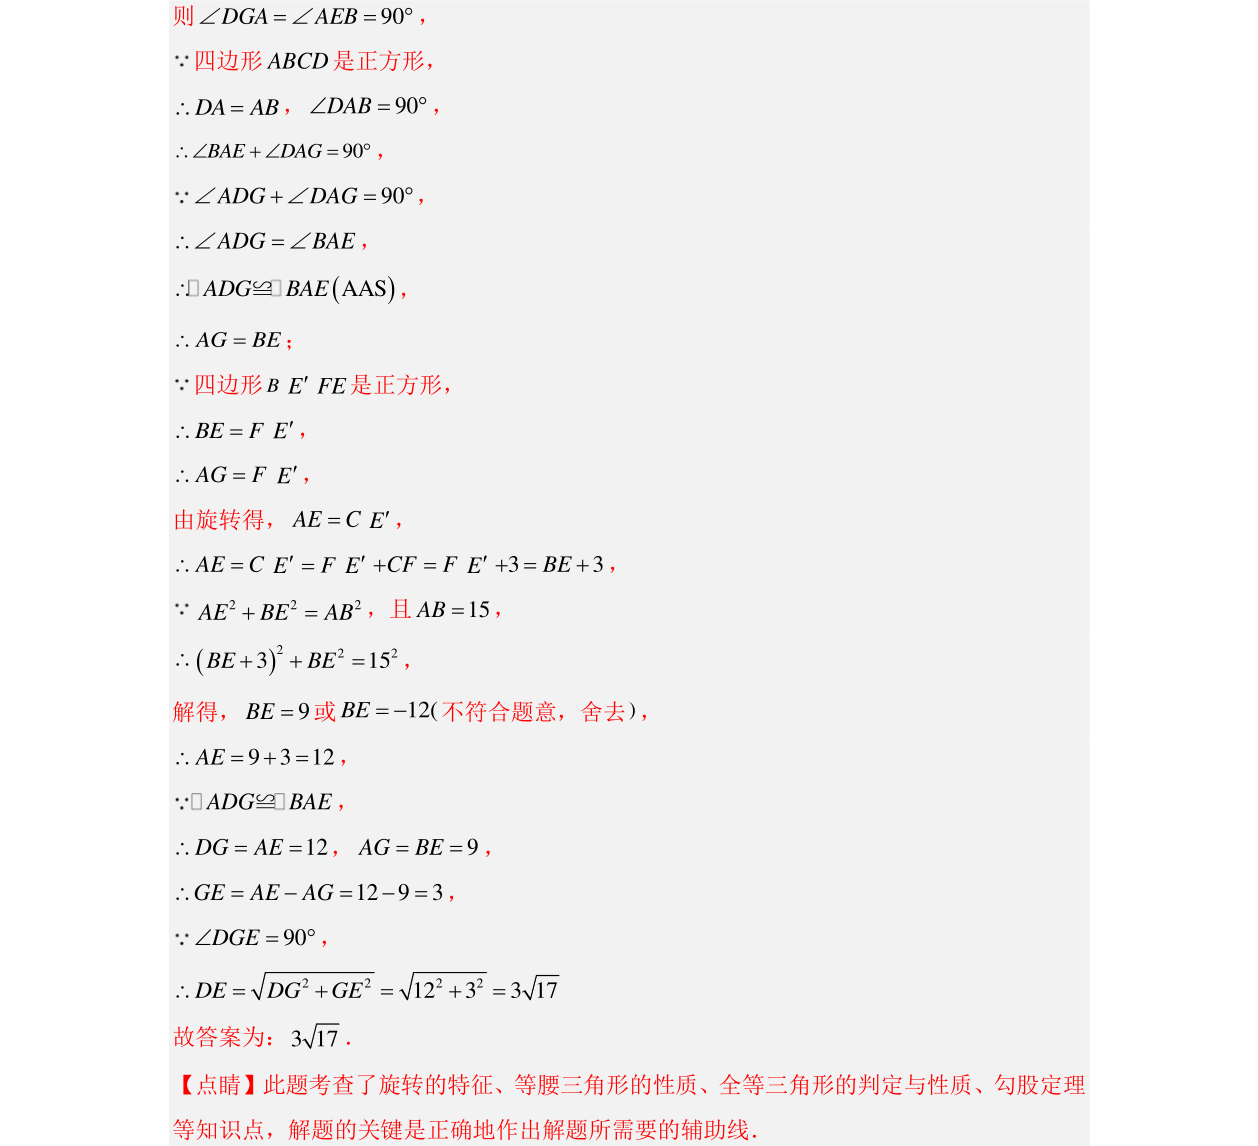 则∠DGA=∠AEB=90°，
∵四边形ABCD是正方形，
∴DA=AB，∠DAB=90°，
∴∠BAE+∠DAG=90°，
∵∠ADG+∠DAG=90°，
∴∠ADG=∠BAE，
∴□ADG≌□BAE(AAS)，
∴AG=BE；
∵四边形B E′ FE是正方形，
∴BE=F E′，
∴AG=F E′，
由旋转得，AE=C E′，
∴AE=C E′=F E′+CF=F E′+3=BE+3，
∵AE²+BE²=AB²，且AB=15，
∴(BE+3)²+BE²=15²，
解得，BE=9或BE=−12(不符合题意，舍去)，
∴AE=9+3=12，
∵□ADG≌□BAE，
∴DG=AE=12，AG=BE=9，
∴GE=AE−AG=12−9=3，
∵∠DGE=90°，
∴DE=√(DG²+GE²)=√(12²+3²)=3√17
故答案为：3√17．
【点睛】此题考查了旋转的特征、等腰三角形的性质、全等三角形的判定与性质、勾股定理
等知识点，解题的关键是正确地作出解题所需要的辅助线．